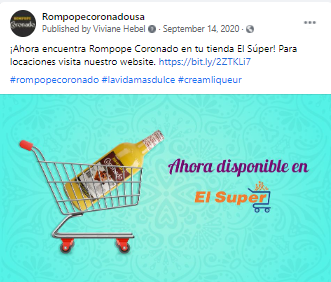 Rompopecoronadousa
Published by Viviane Hebel · September 14, 2020 ·
¡Ahora encuentra Rompope Coronado en tu tienda El Súper! Para
locaciones visita nuestro website. https://bit.ly/2ZTKLi7
#rompopecoronado #lavidamasdulce #creamliqueur
Ahora disponible en
El Super